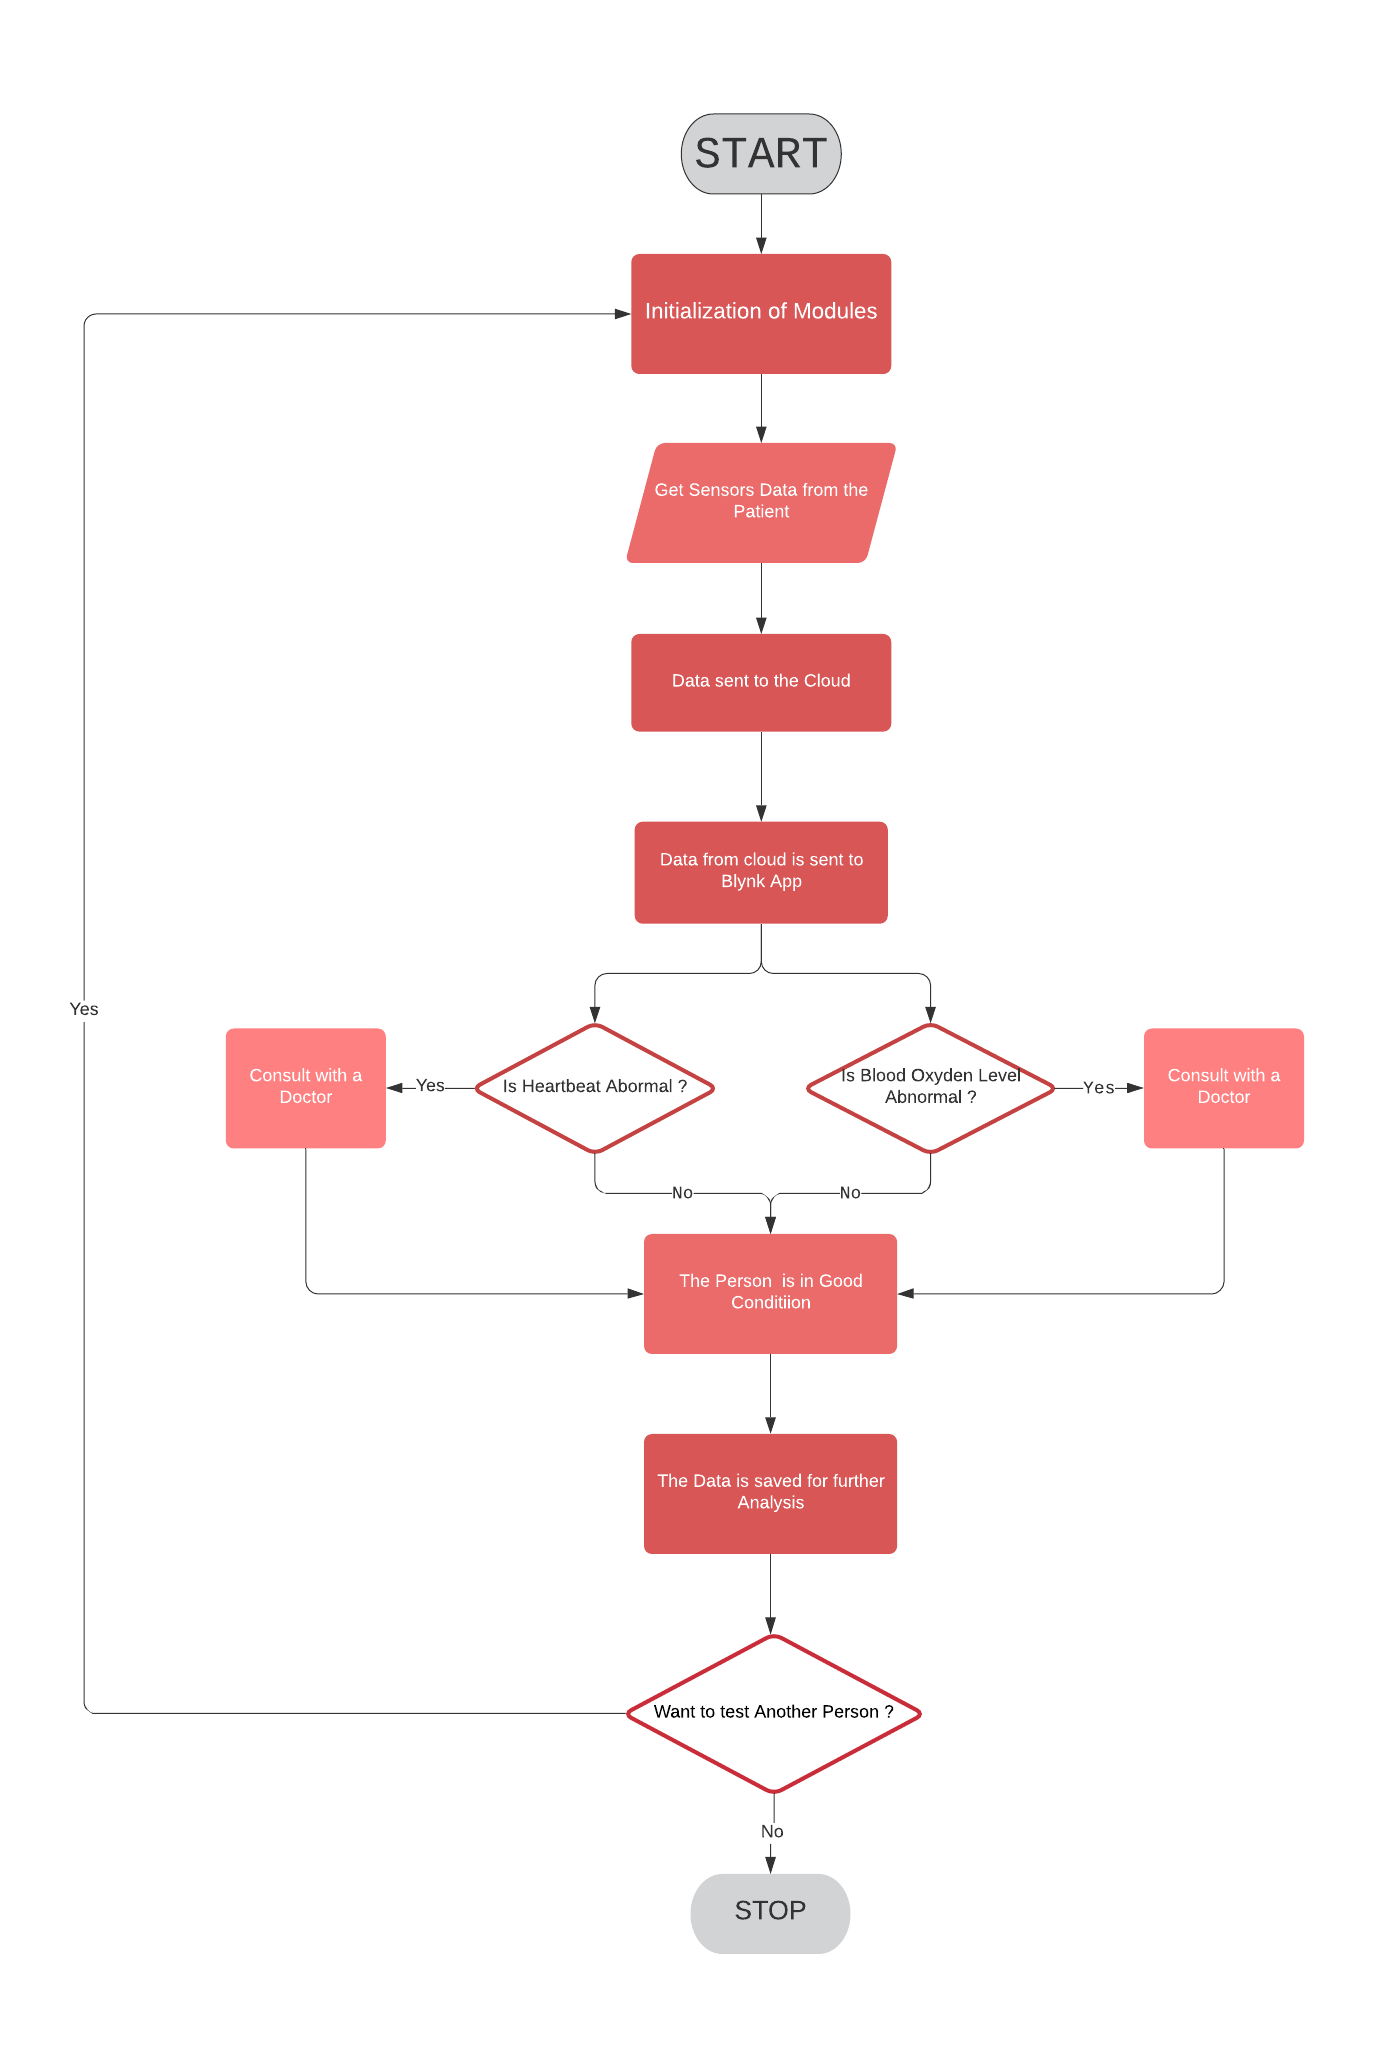 START
Initialization of Modules
Get Sensors Data from the
Patient
Data sent to the Cloud
Data from cloud is sent to
Blynk App
Yes
Consult with a
Doctor
Yes
Is Heartbeat Abormal ?
Is Blood Oxyden Level
Abnormal ?
Yes
Consult with a
Doctor
No
No
The Person  is in Good
Conditiion
The Data is saved for further
Analysis
Want to test Another Person ?
No
STOP